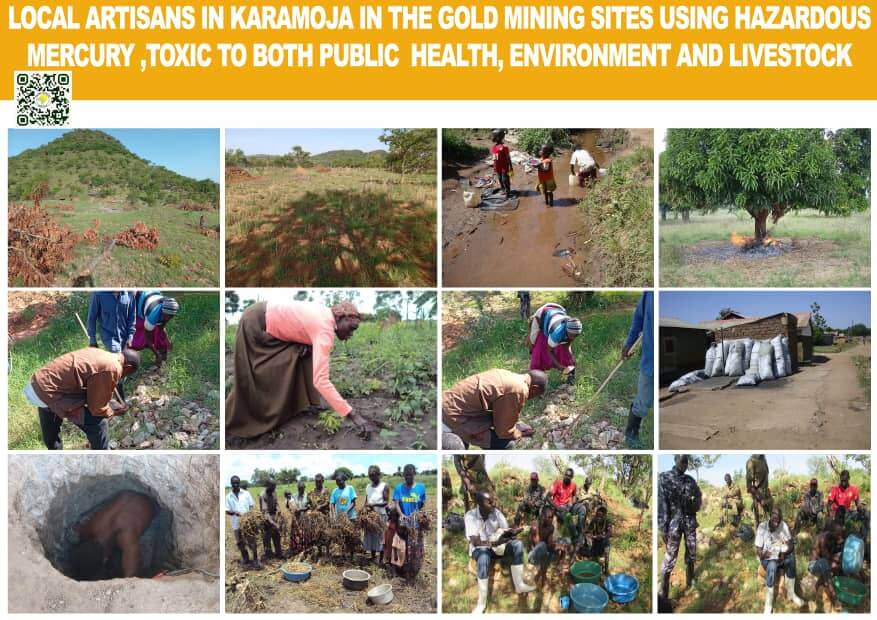 LOCAL ARTISANS IN KARAMOJA IN THE GOLD MINING SITES USING HAZARDOUS
MERCURY ,TOXIC TO BOTH PUBLIC  HEALTH, ENVIRONMENT AND LIVESTOCK